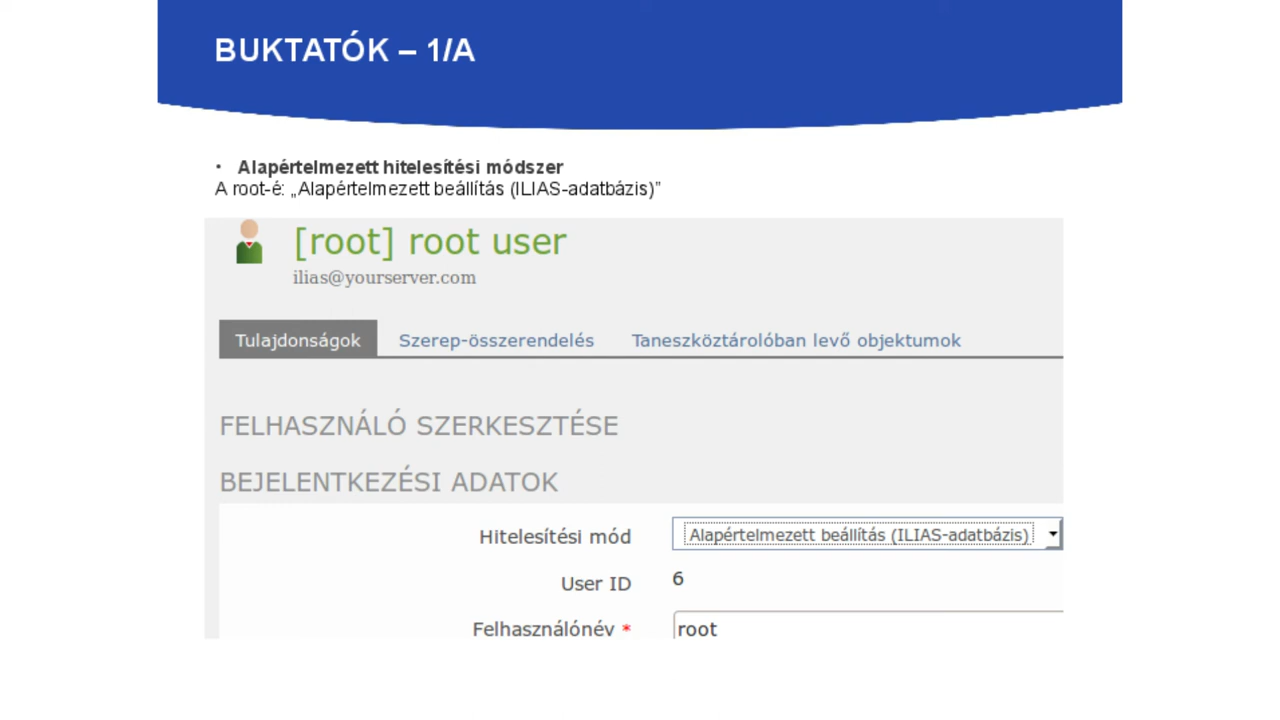 BUKTATÓK – 1/A
• Alapértelmezett hitelesítési módszer
A root-é: „Alapértelmezett beállítás (ILIAS-adatbázis)”
[root] root user
ilias@yourserver.com
Tulajdonságok Szerep-összerendelés Taneszköztárolóban levő objektumok
FELHASZNÁLÓ SZERKESZTÉSE
BEJELENTKEZÉSI ADATOK
Hitelesítési mód Alapértelmezett beállítás (ILIAS-adatbázis)
User ID 6
Felhasználónév * root